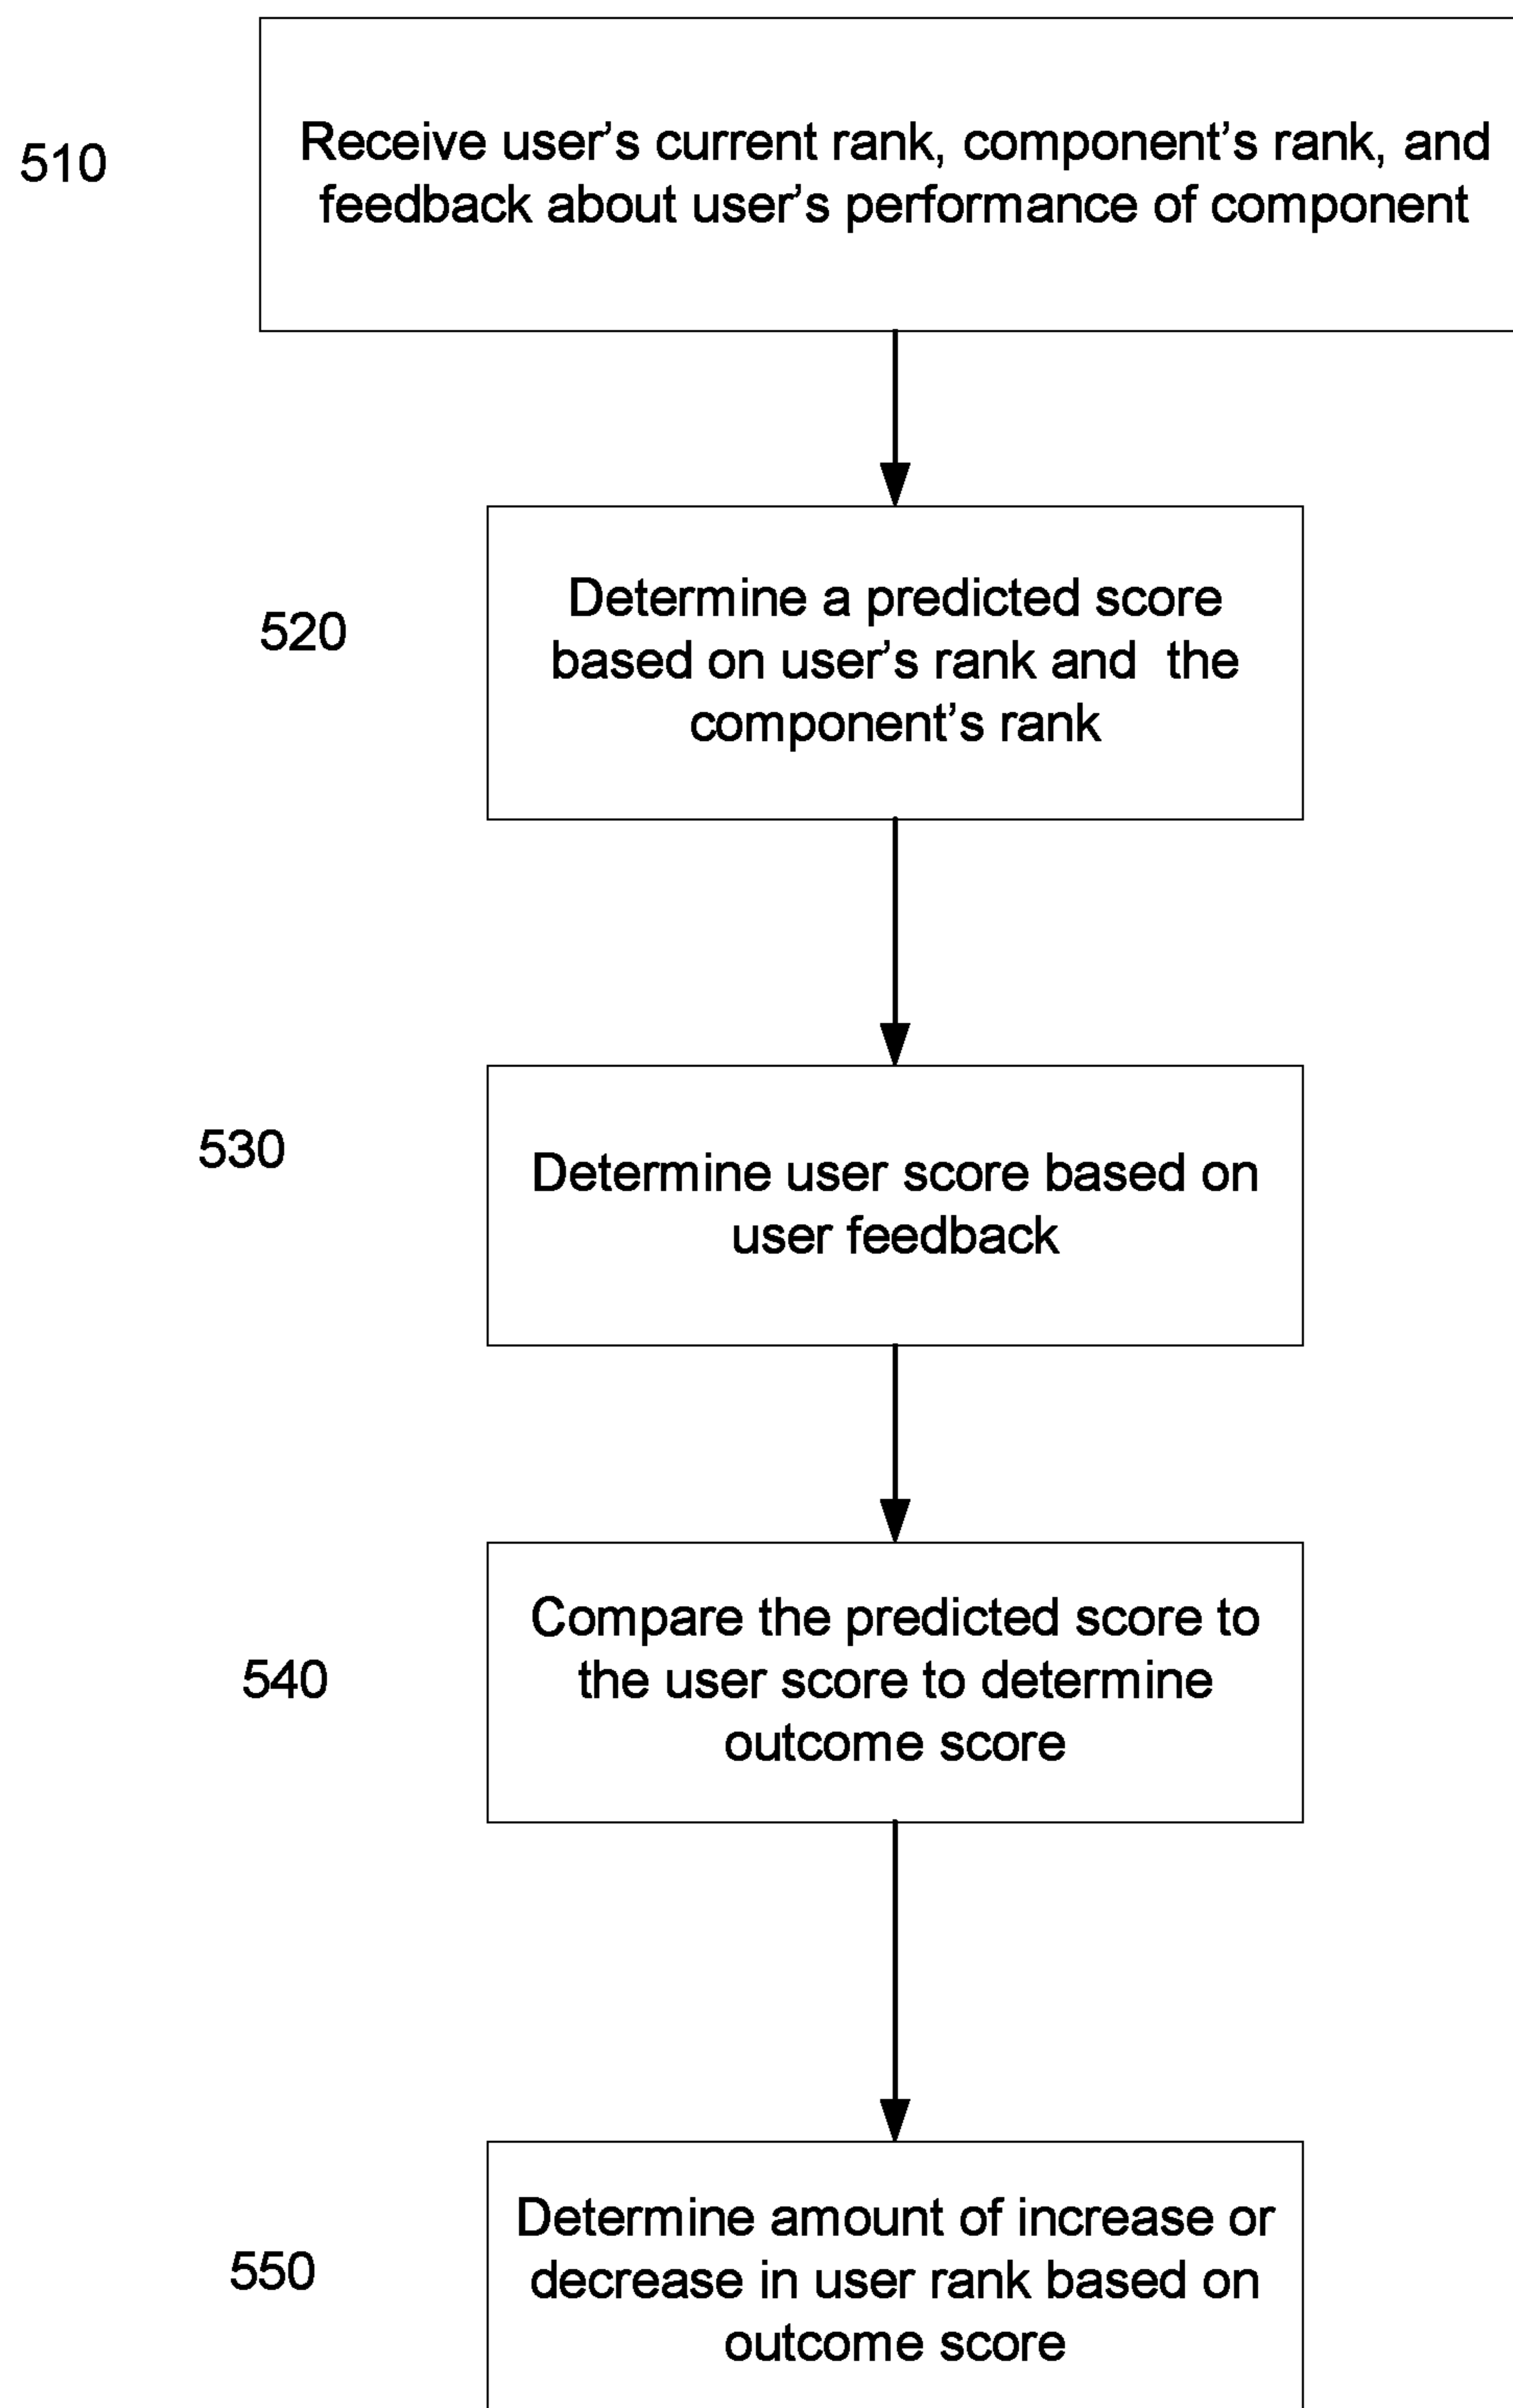 510
Receive user’s current rank, component’s rank, and
feedback about user’s performance of component
520
Determine a predicted score
based on user’s rank and  the
component’s rank
530
Determine user score based on
user feedback
540
Compare the predicted score to
the user score to determine
outcome score
550
Determine amount of increase or
decrease in user rank based on
outcome score